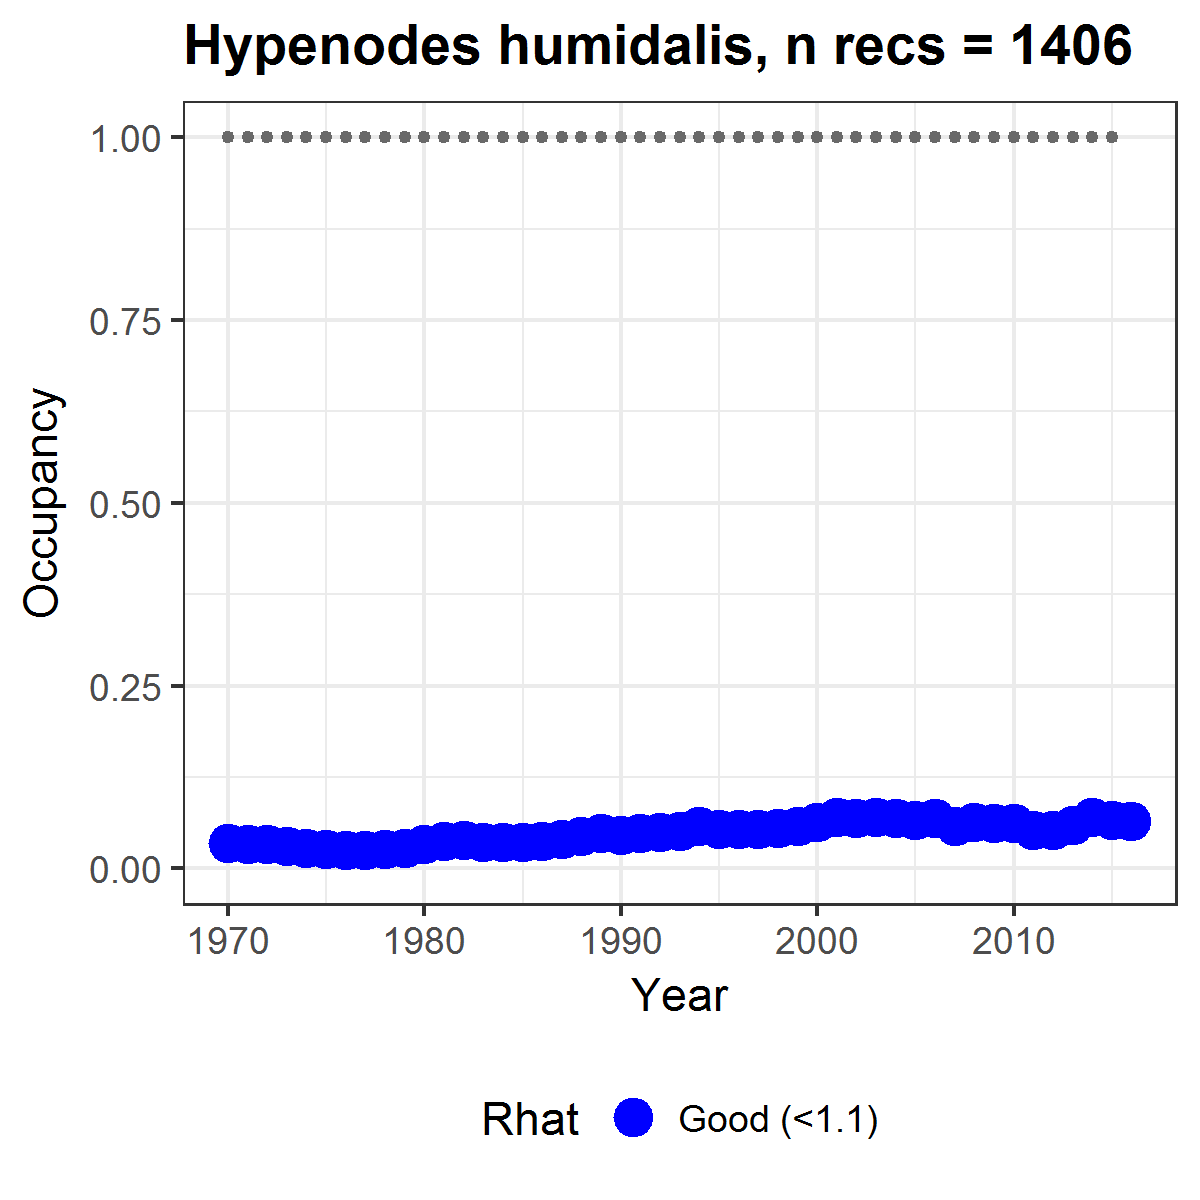 Hypenodes humidalis, n recs = 1406
1.00
0.75
0.50
0.25
0.00
Occupancy
1970 1980 1990 2000 2010
Year
Rhat Good (<1.1)